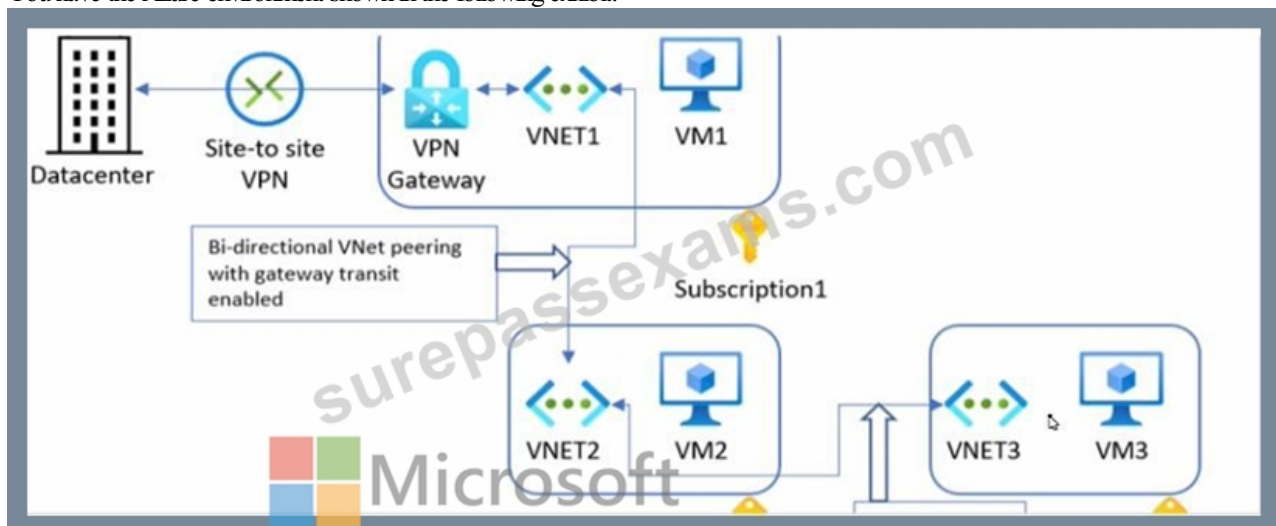 Datacenter
Site-to site
VPN
VPN
Gateway
VNET1
VM1
Bi-directional VNet peering
with gateway transit
enabled
Subscription1
surepassexams.com
VNET2
VM2
VNET3
VM3
Microsoft